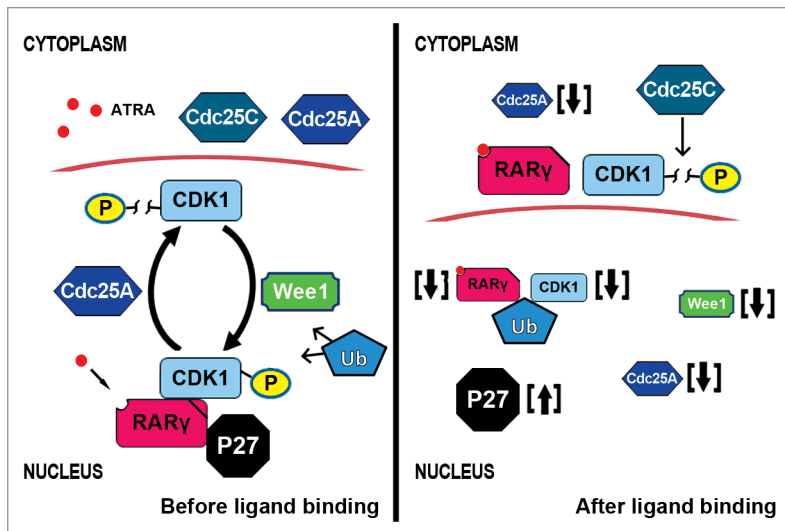 CYTOPLASM
ATRA
Cdc25C
Cdc25A
P
CDK1
Cdc25A
Wee1
Ub
CDK1
P
RARγ
P27
NUCLEUS
Before ligand binding
CYTOPLASM
Cdc25A
[⬇]
Cdc25C
RARγ
CDK1
P
[⬇]
RARγ
CDK1
[⬇]
Ub
Wee1
[⬇]
P27
[⬆]
Cdc25A
[⬇]
NUCLEUS
After ligand binding